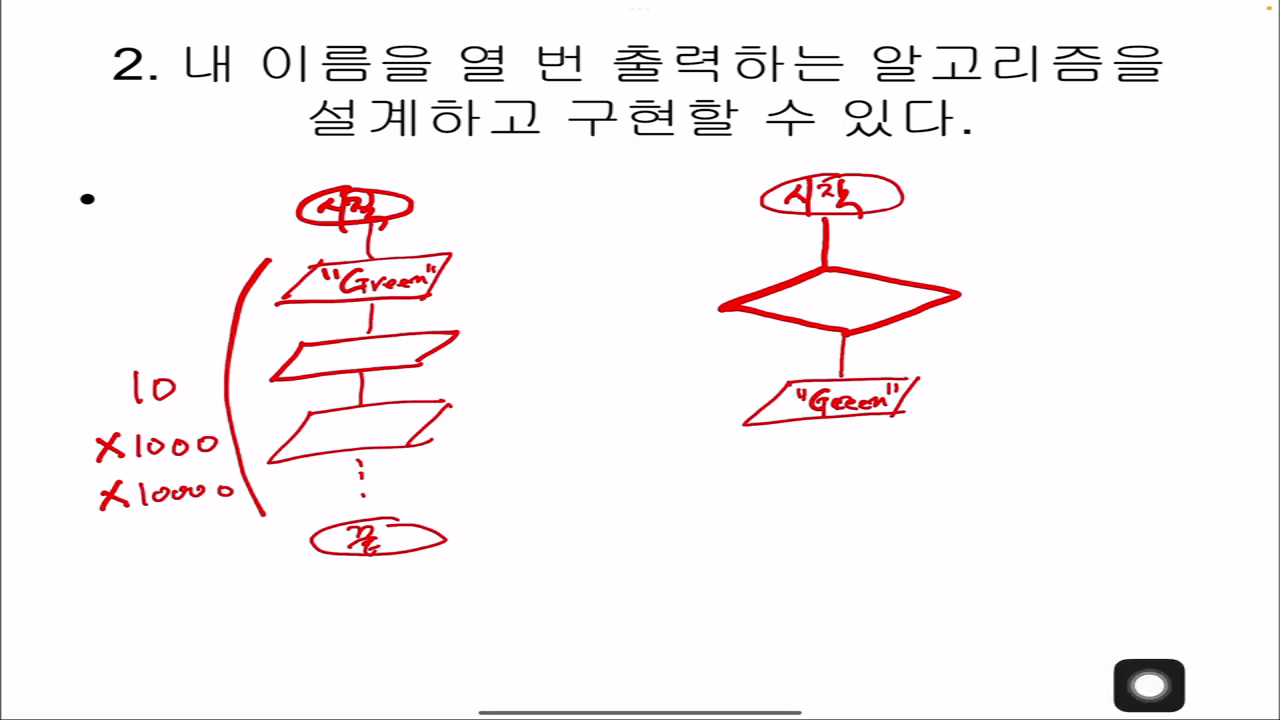 2. 내 이름을 열 번 출력하는 알고리즘을
설계하고 구현할 수 있다.
시작
"Green"
10
X1000
X10000
끝
시작
"Green"